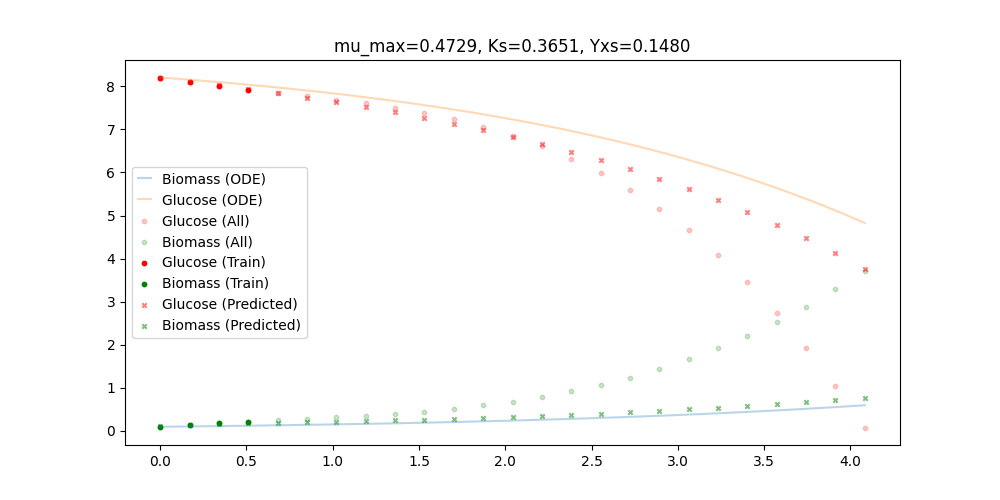 mu_max=0.4729, Ks=0.3651, Yxs=0.1480
8
7
6
5
4
3
2
1
0
Biomass (ODE)
Glucose (ODE)
Glucose (All)
Biomass (All)
Glucose (Train)
Biomass (Train)
Glucose (Predicted)
Biomass (Predicted)
0.0 0.5 1.0 1.5 2.0 2.5 3.0 3.5 4.0